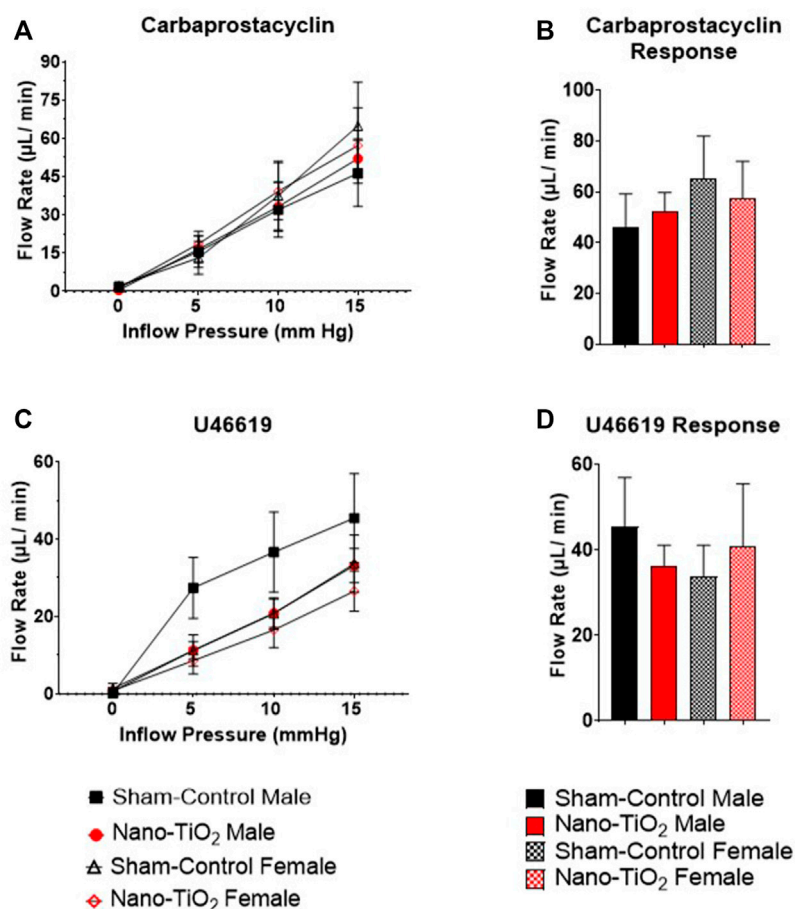 A
Carbaprostacyclin
Flow Rate (µL/ min)
90
75
60
45
30
15
0
0 5 10 15
Inflow Pressure (mm Hg)
B
Carbaprostacyclin
Response
Flow Rate (µL/ min)
100
80
60
40
20
0
C
U46619
Flow Rate (µL/ min)
60
40
20
0
0 5 10 15
Inflow Pressure (mmHg)
D
U46619 Response
Flow Rate (µL/ min)
60
40
20
0
Sham-Control Male
Nano-TiO₂ Male
Sham-Control Female
Nano-TiO₂ Female
Sham-Control Male
Nano-TiO₂ Male
Sham-Control Female
Nano-TiO₂ Female